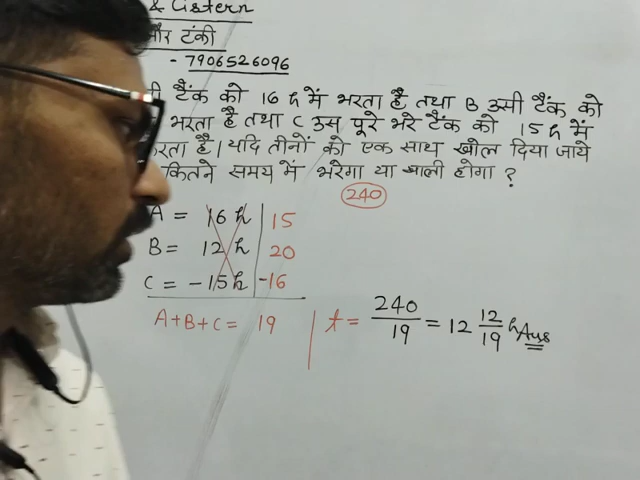 & Cistern
और टंकी
- 7906526096
टैंक को 16 h में भरता है तथा B उसी टैंक को
भरता है तथा C उस पूरे भरे टैंक को 15 h में
करता है। यदि तीनों को एक साथ खोल दिया जाये
कितने समय में भरेगा या खाली होगा ?
240
A = 16 h 15
B = 12 h 20
C = - 15 h -16
A+B+C = 19
t = 240/19 = 12 12/19 h Ans